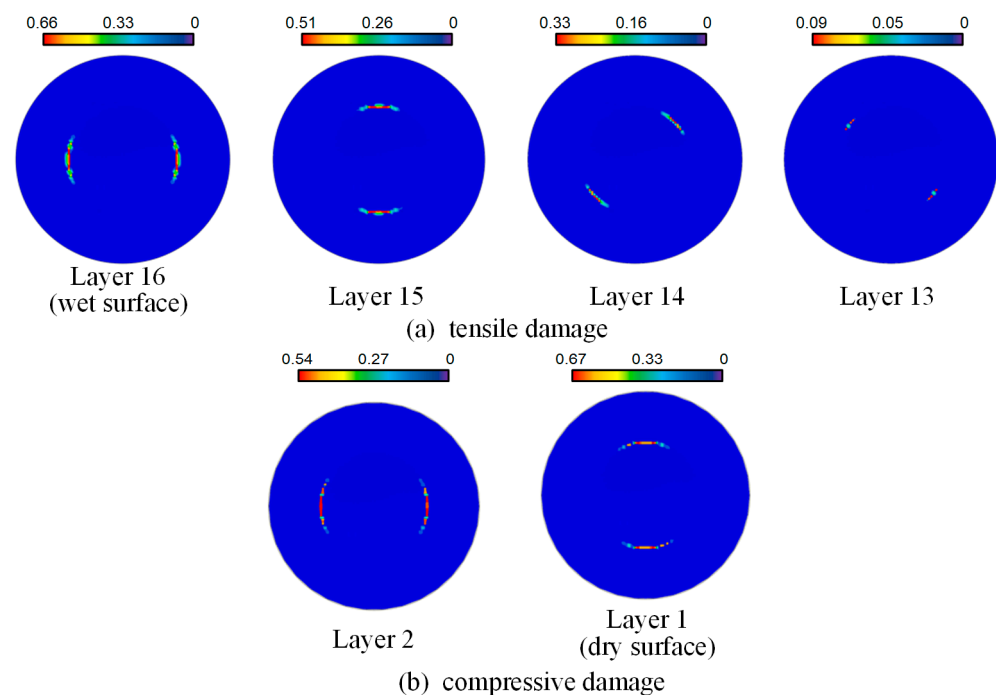 0.66 0.33 0
0.51 0.26 0
0.33 0.16 0
0.09 0.05 0
Layer 16
(wet surface)
Layer 15
Layer 14
Layer 13
(a) tensile damage
0.54 0.27 0
0.67 0.33 0
Layer 2
Layer 1
(dry surface)
(b) compressive damage